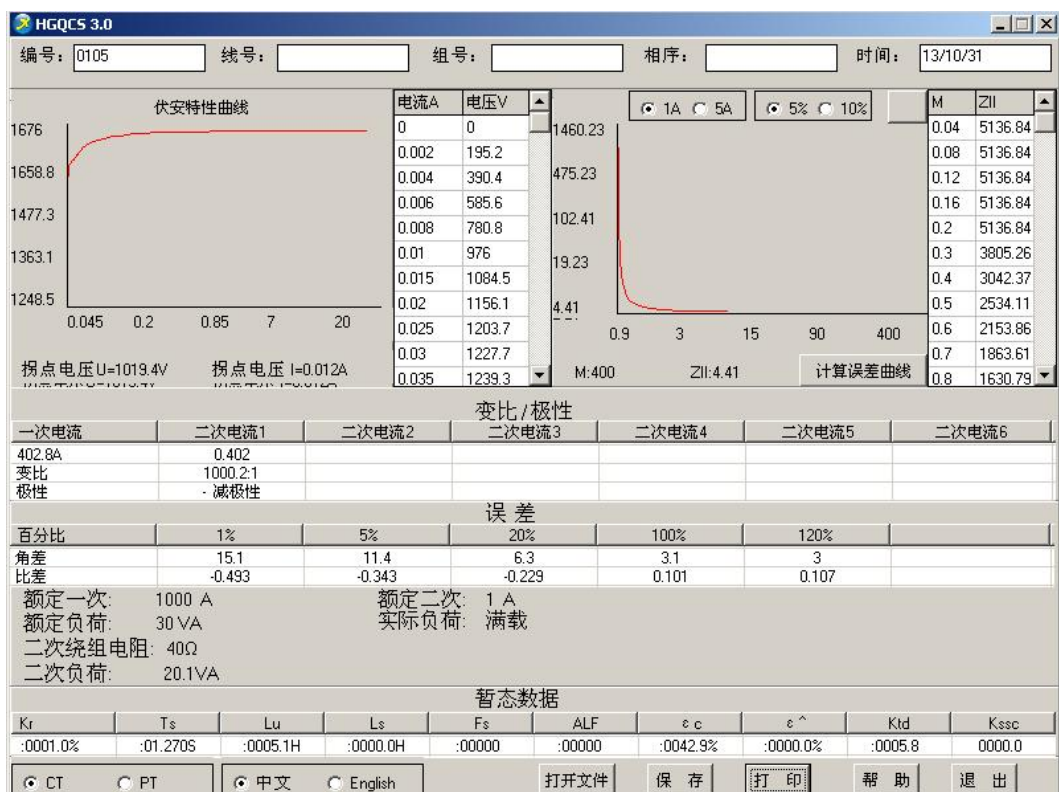 HGQCS 3.0
编号： 0105 线号： 组号： 相序： 时间： 13/10/31
伏安特性曲线
1676
1658.8
1477.3
1363.1
1248.5
0.045 0.2 0.85 7 20
拐点电压U=1019.4V 拐点电压 I=0.012A
电流A 电压V
0 0
0.002 195.2
0.004 390.4
0.006 585.6
0.008 780.8
0.01 976
0.015 1084.5
0.02 1156.1
0.025 1203.7
0.03 1227.7
0.035 1239.3
1A 5A 5% 10%
1460.23
475.23
102.41
19.23
4.41
0.9 3 15 90 400
M:400 ZII:4.41 计算误差曲线
M ZII
0.04 5136.84
0.08 5136.84
0.12 5136.84
0.16 5136.84
0.2 5136.84
0.3 3805.26
0.4 3042.37
0.5 2534.11
0.6 2153.86
0.7 1863.61
0.8 1630.79
变比/极性
一次电流 二次电流1 二次电流2 二次电流3 二次电流4 二次电流5 二次电流6
402.8A 0.402
变比 1000.2:1
极性 - 减极性
误 差
百分比 1% 5% 20% 100% 120%
角差 15.1 11.4 6.3 3.1 3
比差 -0.493 -0.343 -0.229 0.101 0.107
额定一次: 1000 A 额定二次: 1 A
额定负荷: 30 VA 实际负荷: 满载
二次绕组电阻: 40Ω
二次负荷: 20.1VA
暂态数据
Kr Ts Lu Ls Fs ALF ε c ε ^ Ktd Kssc
:0001.0% :01.270S :0005.1H :0000.0H :00000 :00000 :0042.9% :0000.0% :0005.8 0000.0
CT PT 中文 English 打开文件 保 存 打 印 帮 助 退 出